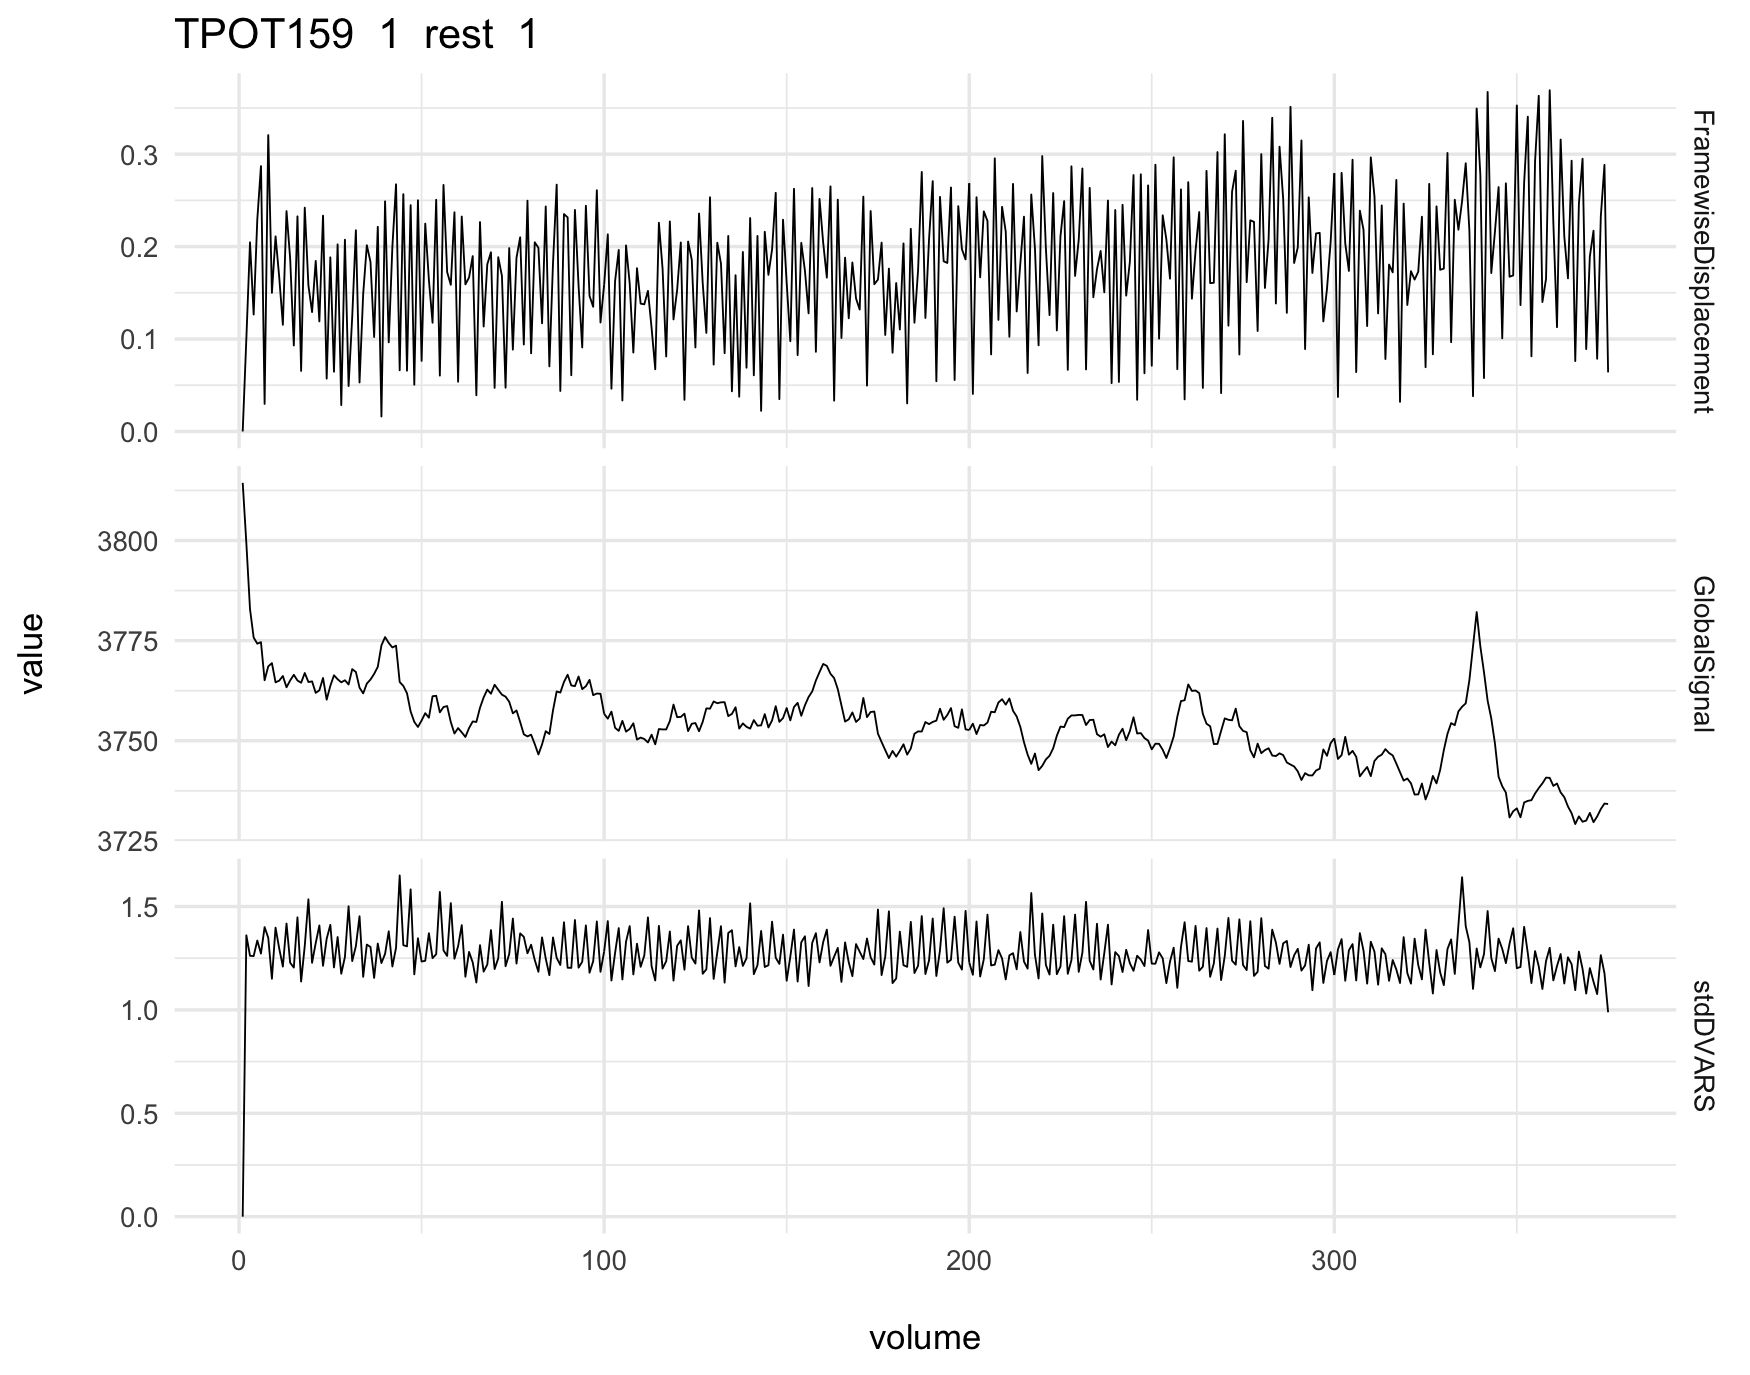 TPOT159 1 rest 1
0.3
0.2
0.1
0.0
FramewiseDisplacement
3800
3775
3750
3725
GlobalSignal
value
1.5
1.0
0.5
0.0
stdDVARS
0 100 200 300
volume